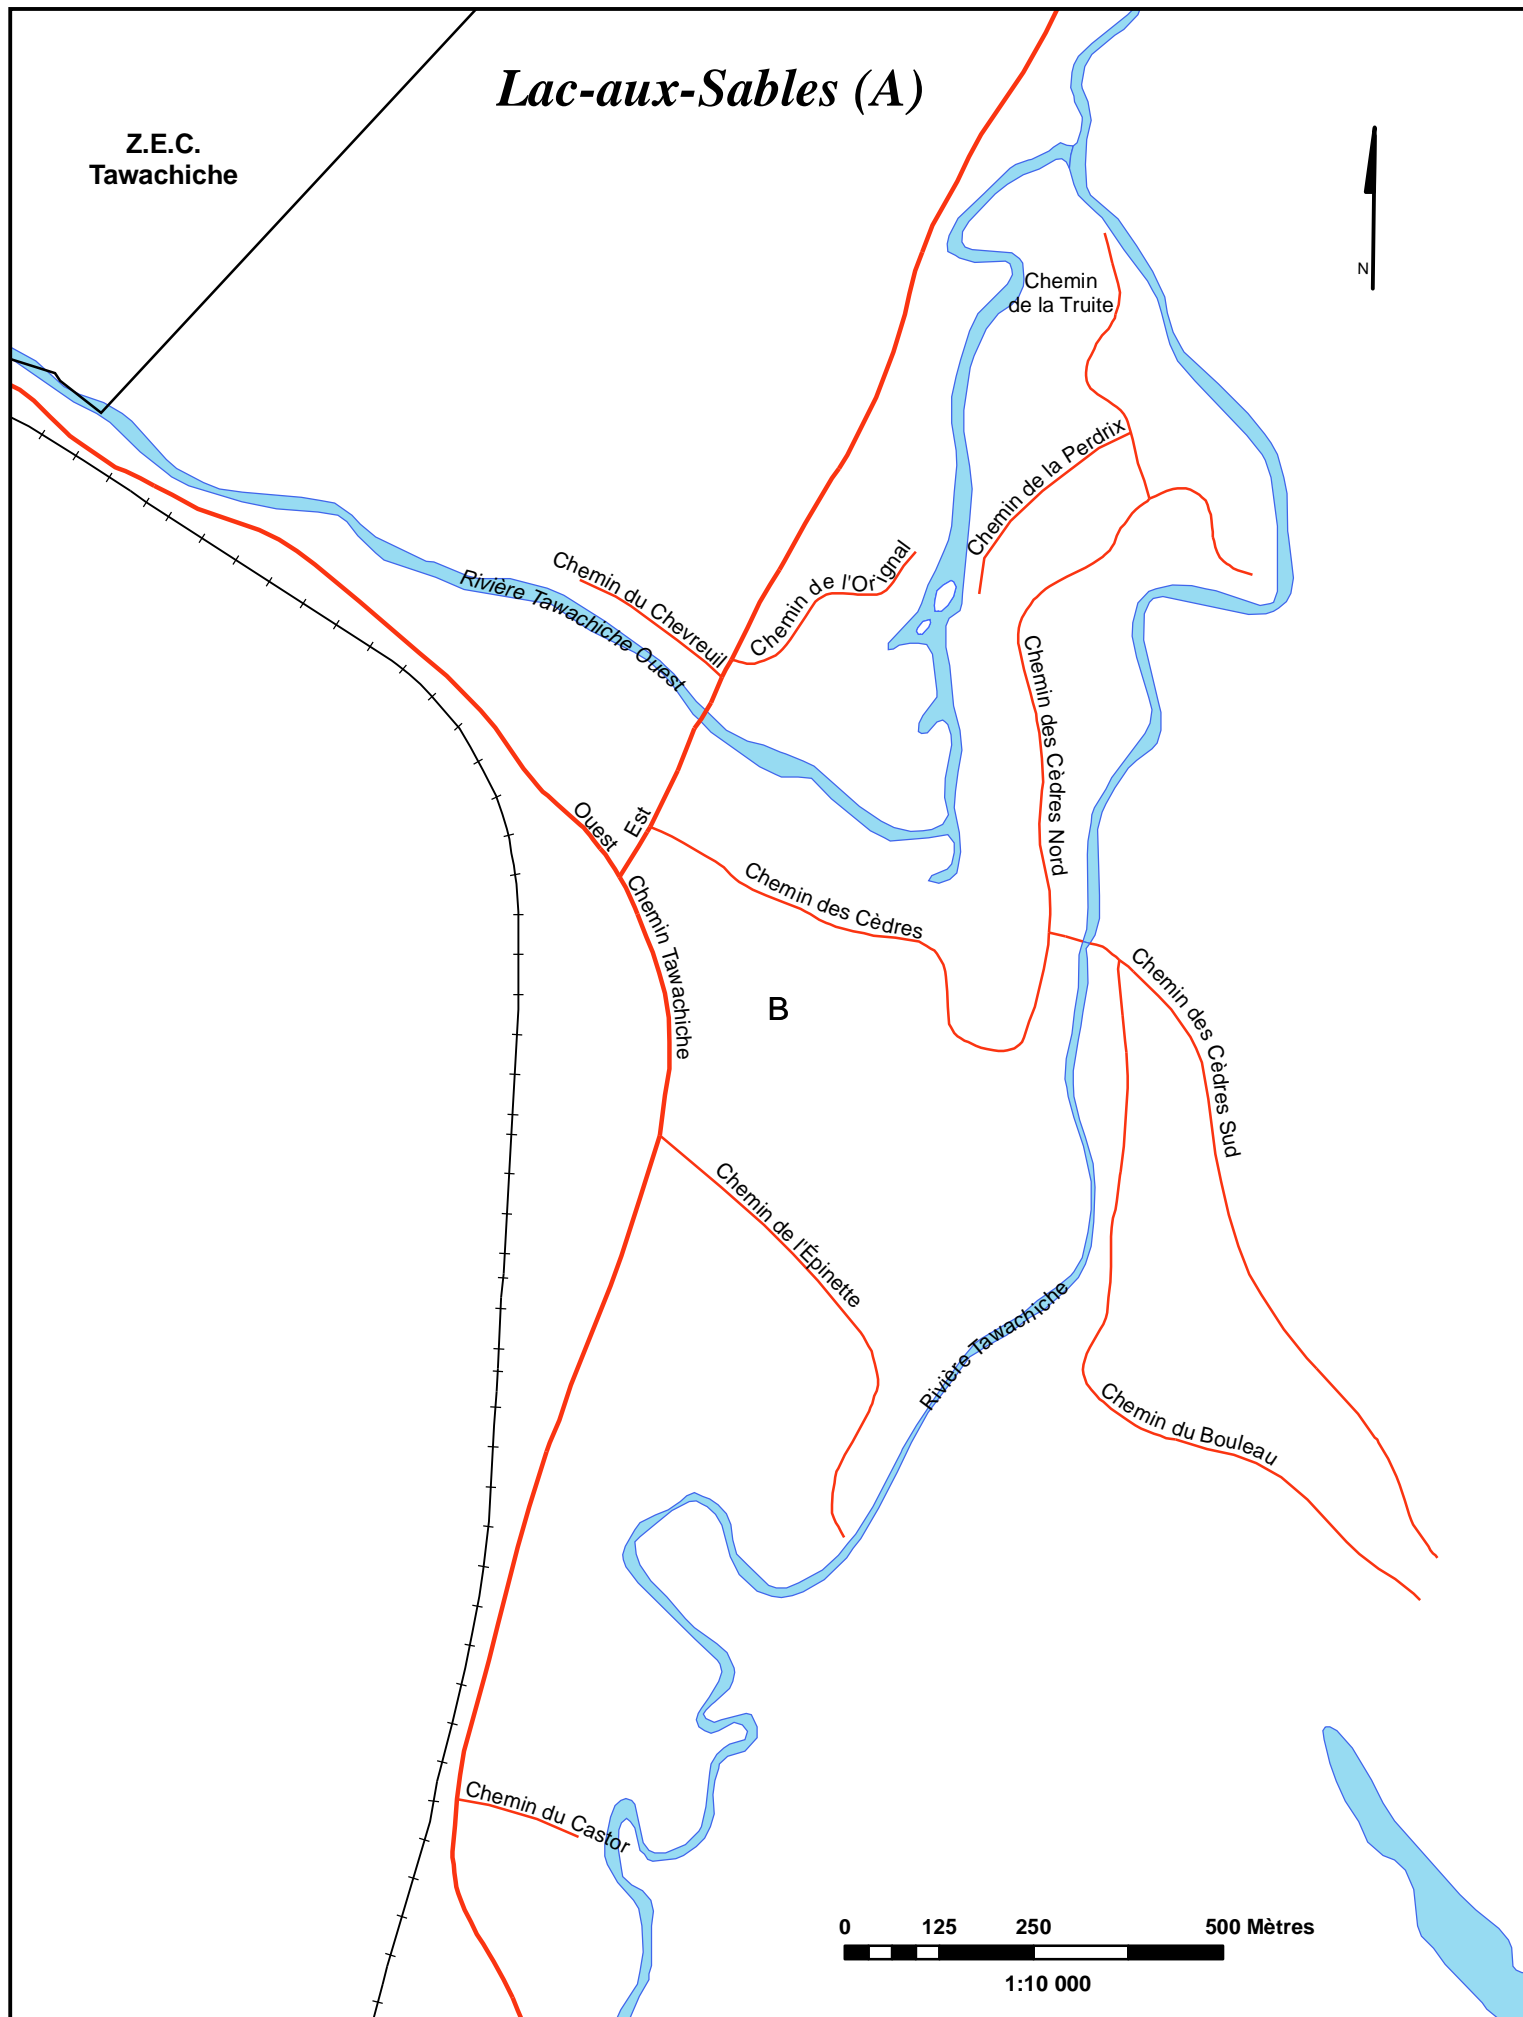 Lac-aux-Sables (A)
Z.E.C.
Tawachiche
N
Chemin
de la Truite
Chemin de la Perdrix
Chemin de l'Orignal
Chemin du Chevreuil
Rivière Tawachiche Ouest
Chemin des Cèdres Nord
Ouest
Est
Chemin Tawachiche
Chemin des Cèdres
Chemin des Cèdres Sud
B
Chemin de l'Épinette
Rivière Tawachiche
Chemin du Bouleau
Chemin du Castor
0 125 250 500 Mètres
1:10 000